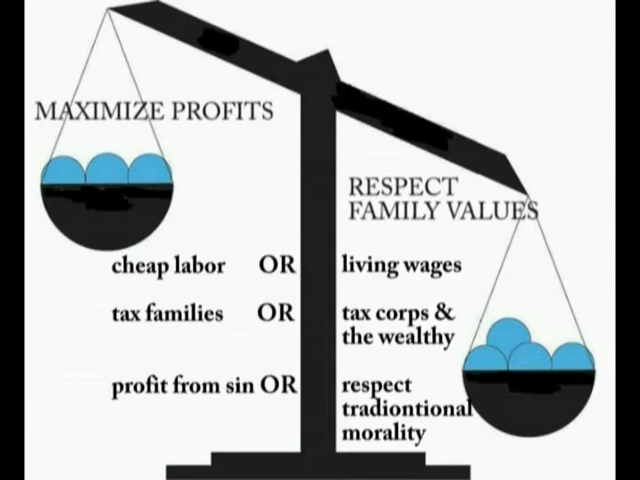 MAXIMIZE PROFITS
RESPECT
FAMILY VALUES
cheap labor OR living wages
tax families OR tax corps &
the wealthy
profit from sin OR respect
tradiontional
morality